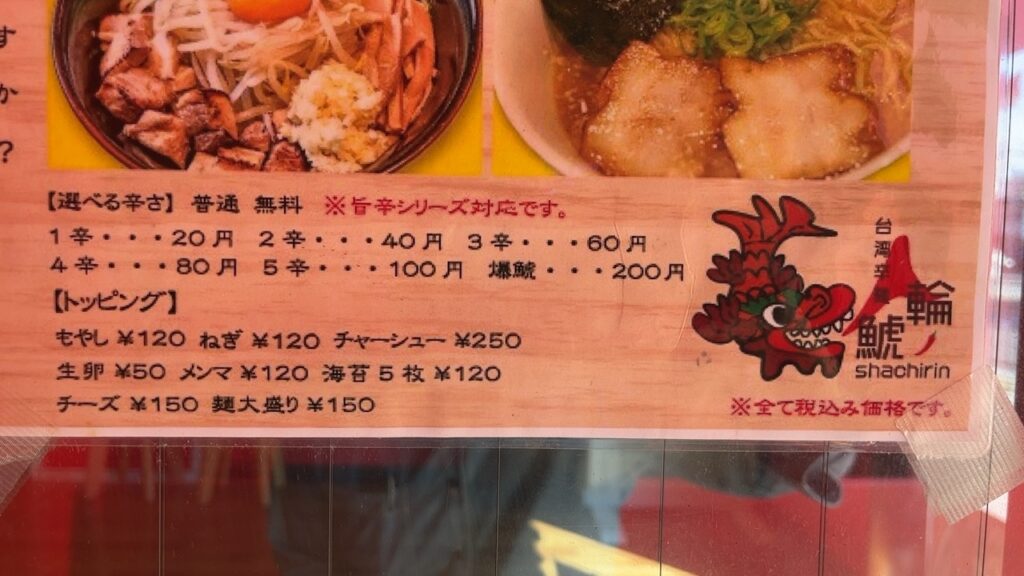 す
か
?
【選べる辛さ】 普通 無料 ※旨辛シリーズ対応です。
1辛・・・20円 2辛・・・40円 3辛・・・60円
4辛・・・80円 5辛・・・100円 爆鯱・・・200円
【トッピング】
もやし ¥120 ねぎ ¥120 チャーシュー ¥250
生卵 ¥50 メンマ ¥120 海苔5枚 ¥120
チーズ ¥150 麺大盛り ¥150
台湾辛
鯱輪
shachirin
※全て税込み価格です。